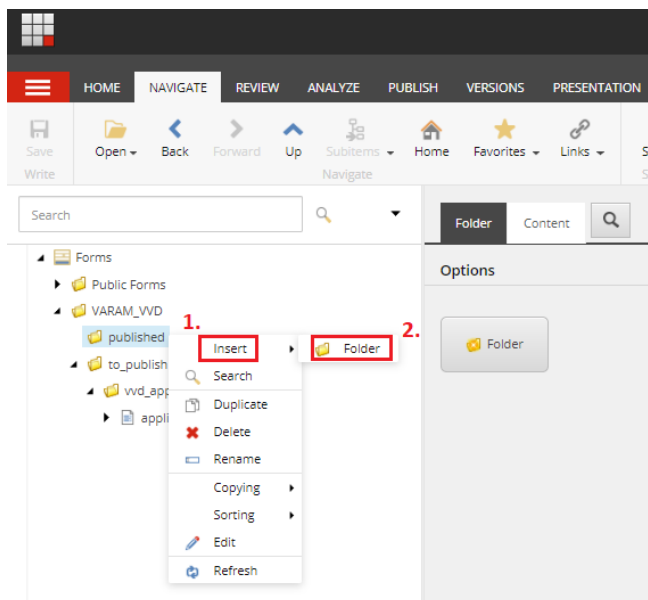 HOME NAVIGATE REVIEW ANALYZE PUBLISH VERSIONS PRESENTATION
Save Open Back Forward Up Subitems Home Favorites Links S
Write Navigate S
Search
Folder Content
Forms
Options
Public Forms
VARAM_VVD
1.
2.
published
Insert Folder
Folder
to_publish
Search
vvd_app
Duplicate
appli
Delete
Rename
Copying
Sorting
Edit
Refresh